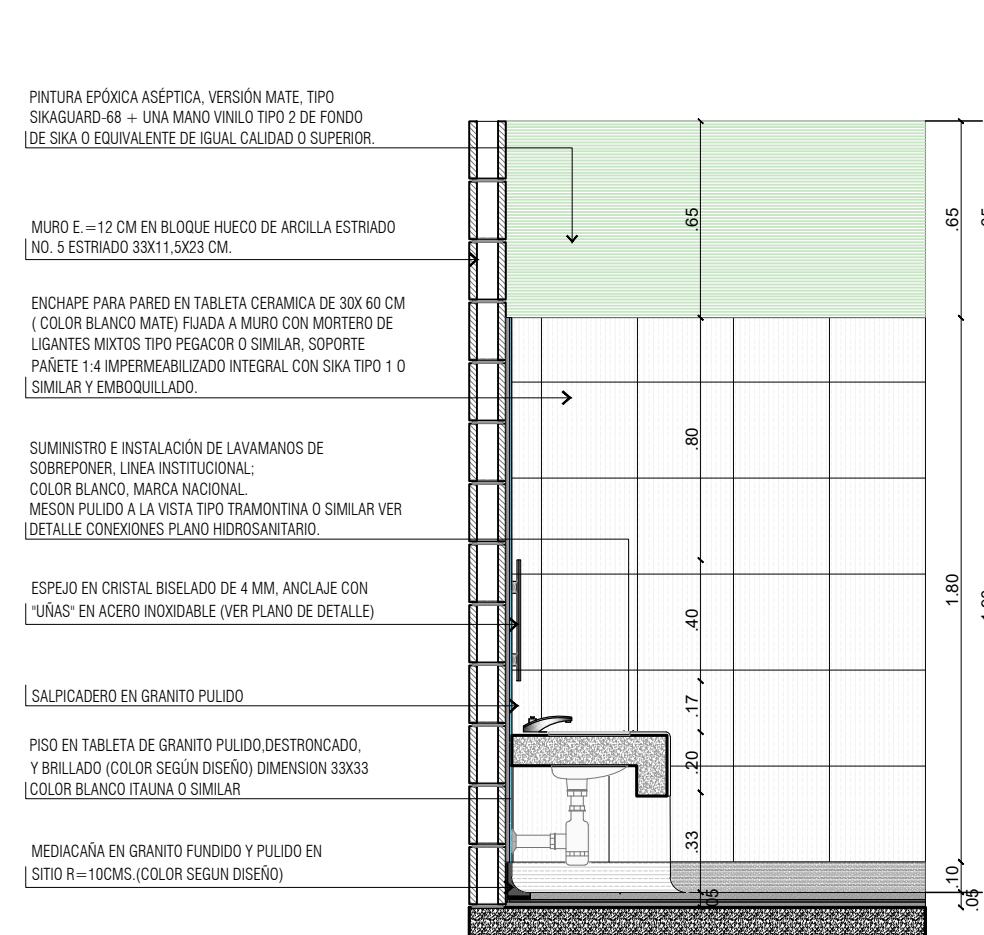 PINTURA EPÓXICA ASÉPTICA, VERSIÓN MATE, TIPO
SIKAGUARD-68 + UNA MANO VINILO TIPO 2 DE FONDO
DE SIKA O EQUIVALENTE DE IGUAL CALIDAD O SUPERIOR.
MURO E.=12 CM EN BLOQUE HUECO DE ARCILLA ESTRIADO
NO. 5 ESTRIADO 33X11,5X23 CM.
ENCHAPE PARA PARED EN TABLETA CERAMICA DE 30X 60 CM
( COLOR BLANCO MATE) FIJADA A MURO CON MORTERO DE
LIGANTES MIXTOS TIPO PEGACOR O SIMILAR, SOPORTE
PAÑETE 1:4 IMPERMEABILIZADO INTEGRAL CON SIKA TIPO 1 O
SIMILAR Y EMBOQUILLADO.
SUMINISTRO E INSTALACIÓN DE LAVAMANOS DE
SOBREPONER, LINEA INSTITUCIONAL;
COLOR BLANCO, MARCA NACIONAL.
MESON PULIDO A LA VISTA TIPO TRAMONTINA O SIMILAR VER
DETALLE CONEXIONES PLANO HIDROSANITARIO.
ESPEJO EN CRISTAL BISELADO DE 4 MM, ANCLAJE CON
"UÑAS" EN ACERO INOXIDABLE (VER PLANO DE DETALLE)
SALPICADERO EN GRANITO PULIDO
PISO EN TABLETA DE GRANITO PULIDO,DESTRONCADO,
Y BRILLADO (COLOR SEGÚN DISEÑO) DIMENSION 33X33
COLOR BLANCO ITAUNA O SIMILAR
MEDIACAÑA EN GRANITO FUNDIDO Y PULIDO EN
SITIO R=10CMS.(COLOR SEGUN DISEÑO)
.65
.80
.40
.17
.20
.33
.05
.65
1.80
.10
.05